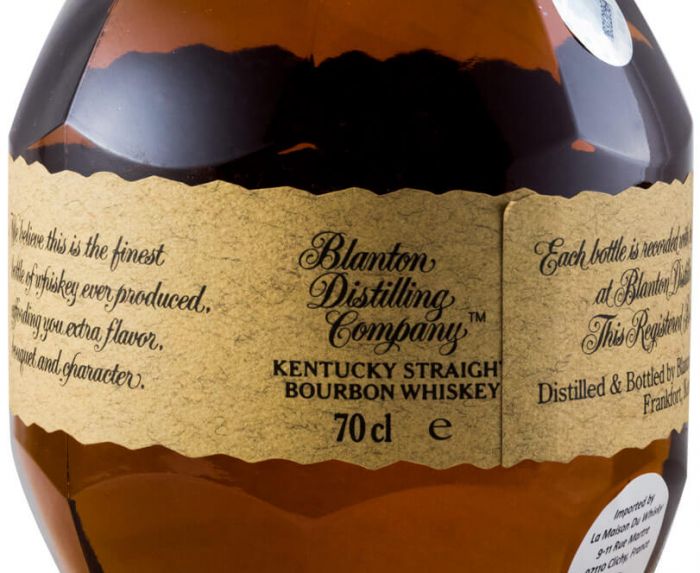 believe this is the finest
bottle of whiskey ever produced,
affording you extra flavor,
bouquet and character.
Blanton
Distilling
Company™
KENTUCKY STRAIGHT
BOURBON WHISKEY
70 cl e
Each bottle is recorded
at Blanton
This Registered
Distilled & Bottled by
Frankfort,
Imported by
La Maison Du Whisky
9-11 Rue Martre
92110 Clichy, France